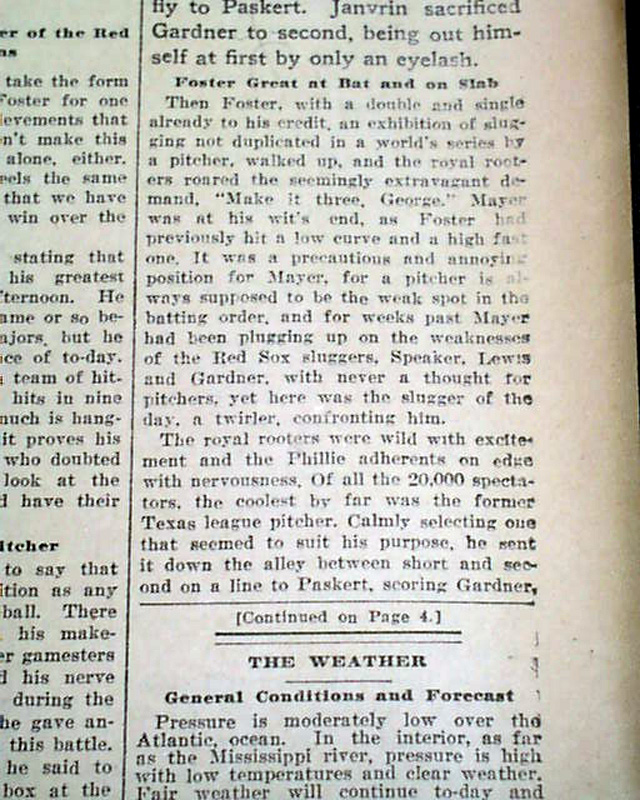 er of the Red
as
take the form
Foster for one
ievements that
n't make this
alone, either.
eels the same
that we have
win over the
stating that
his greatest
fternoon. He
ame or so be-
ajors, but he
ice of to-day.
a team of hit-
hits in nine
much is hang-
it proves his
who doubted
look at the
d have their
itcher
to say that
ition as any
ball. There
his make-
er gamesters
d his nerve
during the
he gave an-
this battle.
he said to
box at the
fly to Paskert. Janvrin sacrificed
Gardner to second, being out him-
self at first by only an eyelash.
Foster Great at Bat and on Slab
Then Foster, with a double and single
already to his credit, an exhibition of slug-
ging not duplicated in a world's series by
a pitcher, walked up, and the royal root-
ers roared the seemingly extravagant de-
mand, "Make it three, George." Mayer
was at his wit's end, as Foster had
previously hit a low curve and a high fast
one. It was a precautious and annoying
position for Mayer, for a pitcher is al-
ways supposed to be the weak spot in the
batting order, and for weeks past Mayer
had been plugging up on the weaknesses
of the Red Sox sluggers, Speaker, Lewis
and Gardner, with never a thought for
pitchers, yet here was the slugger of the
day, a twirler, confronting him.
The royal rooters were wild with excite-
ment and the Phillie adherents on edge
with nervousness. Of all the 20,000 specta-
tors, the coolest by far was the former
Texas league pitcher. Calmly selecting one
that seemed to suit his purpose, he sent
it down the alley between short and sec-
ond on a line to Paskert, scoring Gardner,
[Continued on Page 4.]
THE WEATHER
General Conditions and Forecast
Pressure is moderately low over the
Atlantic, ocean. In the interior, as far
as the Mississippi river, pressure is high
with low temperatures and clear weather.
Fair weather will continue to-day and